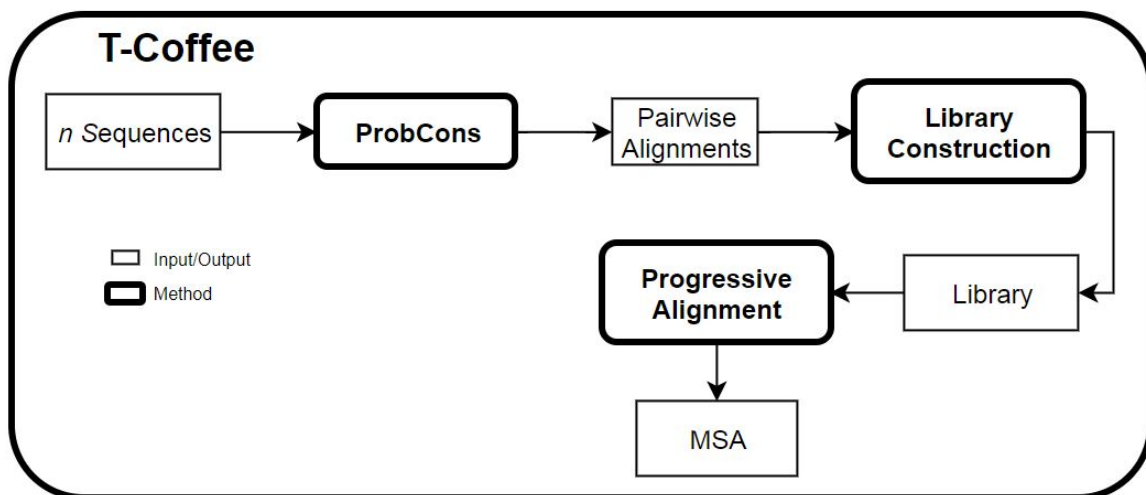 T-Coffee
n Sequences
ProbCons
Pairwise
Alignments
Library
Construction
Input/Output
Method
Progressive
Alignment
Library
MSA